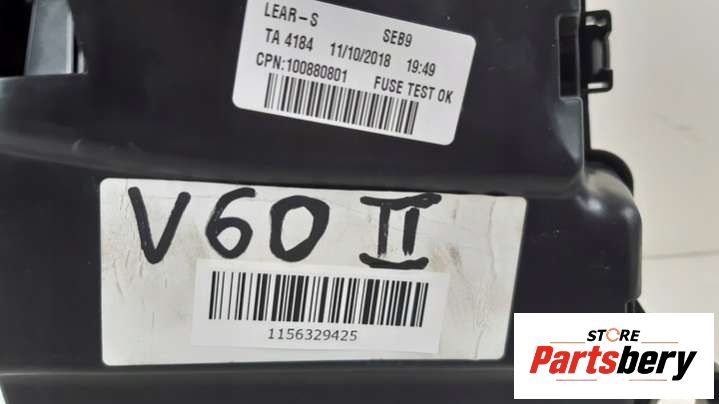 LEAR-S SEB9
TA 4184 11/10/2018 19:49
CPN:100880801 FUSE TEST OK
V60 II
1156329425
STORE
Partsbery